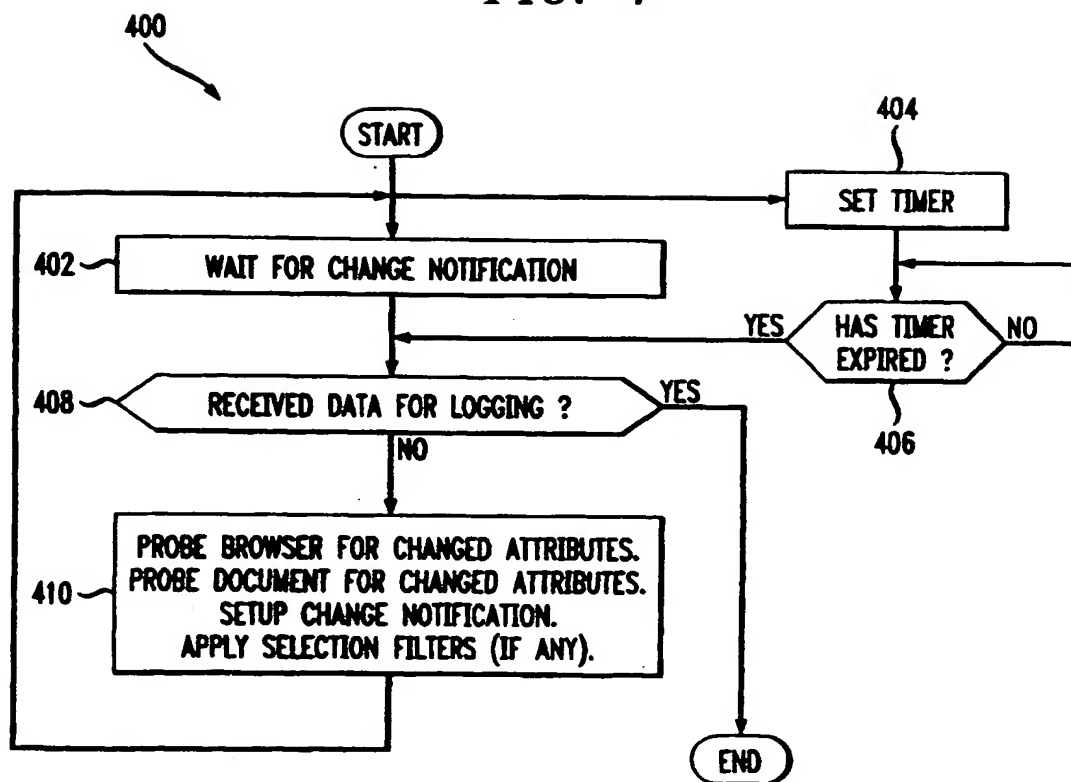 400
START
404
SET TIMER
402
WAIT FOR CHANGE NOTIFICATION
YES
HAS TIMER
EXPIRED ?
NO
406
408
RECEIVED DATA FOR LOGGING ?
YES
NO
410
PROBE BROWSER FOR CHANGED ATTRIBUTES.
PROBE DOCUMENT FOR CHANGED ATTRIBUTES.
SETUP CHANGE NOTIFICATION.
APPLY SELECTION FILTERS (IF ANY).
END